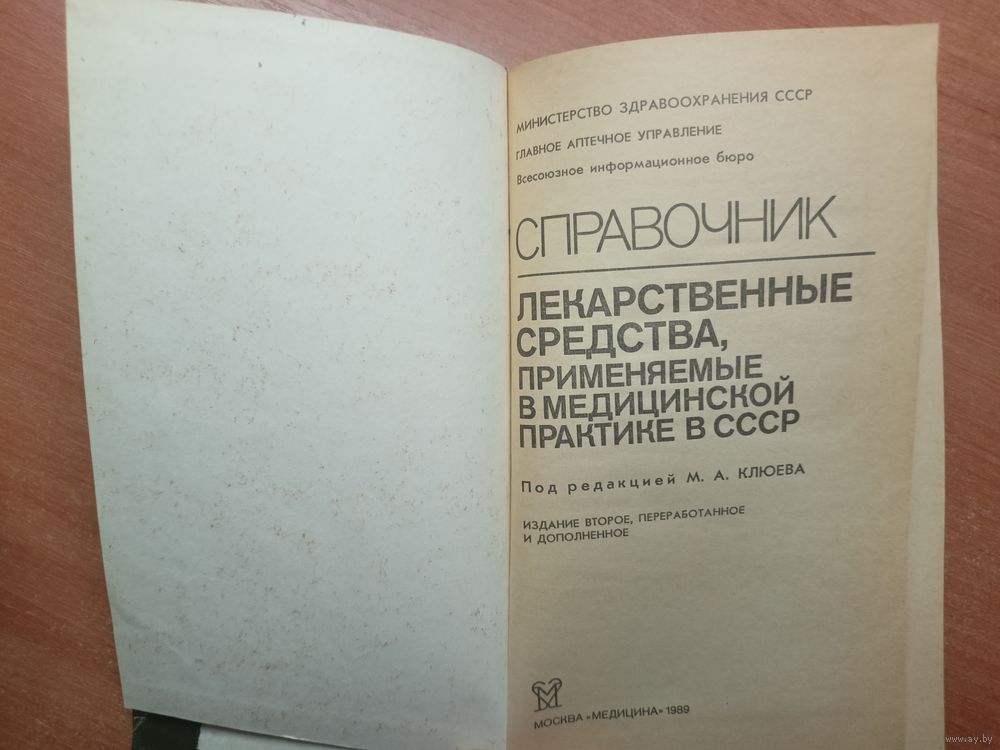 МИНИСТЕРСТВО ЗДРАВООХРАНЕНИЯ СССР
ГЛАВНОЕ АПТЕЧНОЕ УПРАВЛЕНИЕ
Всесоюзное информационное бюро
СПРАВОЧНИК
ЛЕКАРСТВЕННЫЕ
СРЕДСТВА,
ПРИМЕНЯЕМЫЕ
В МЕДИЦИНСКОЙ
ПРАКТИКЕ В СССР
Под редакцией М. А. КЛЮЕВА
ИЗДАНИЕ ВТОРОЕ, ПЕРЕРАБОТАННОЕ
И ДОПОЛНЕННОЕ
МОСКВА «МЕДИЦИНА» 1989
www.ay.by